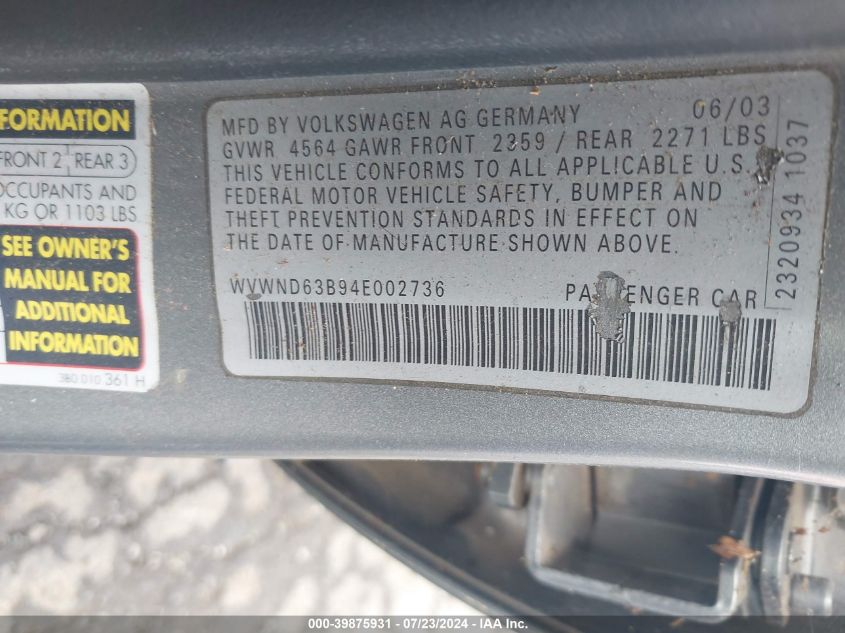 FORMATION
FRONT 2 REAR 3
OCCUPANTS AND
KG OR 1103 LBS
SEE OWNER'S
MANUAL FOR
ADDITIONAL
INFORMATION
3B0 010 361 H
06/03
MFD BY VOLKSWAGEN AG GERMANY
GVWR 4564 GAWR FRONT 2359 / REAR 2271 LBS
THIS VEHICLE CONFORMS TO ALL APPLICABLE U.S.
FEDERAL MOTOR VEHICLE SAFETY, BUMPER AND
THEFT PREVENTION STANDARDS IN EFFECT ON
THE DATE OF MANUFACTURE SHOWN ABOVE.
WVWND63B94E002736 PASSENGER CAR
2320934 1037
000-39875931 - 07/23/2024 - IAAI.COM